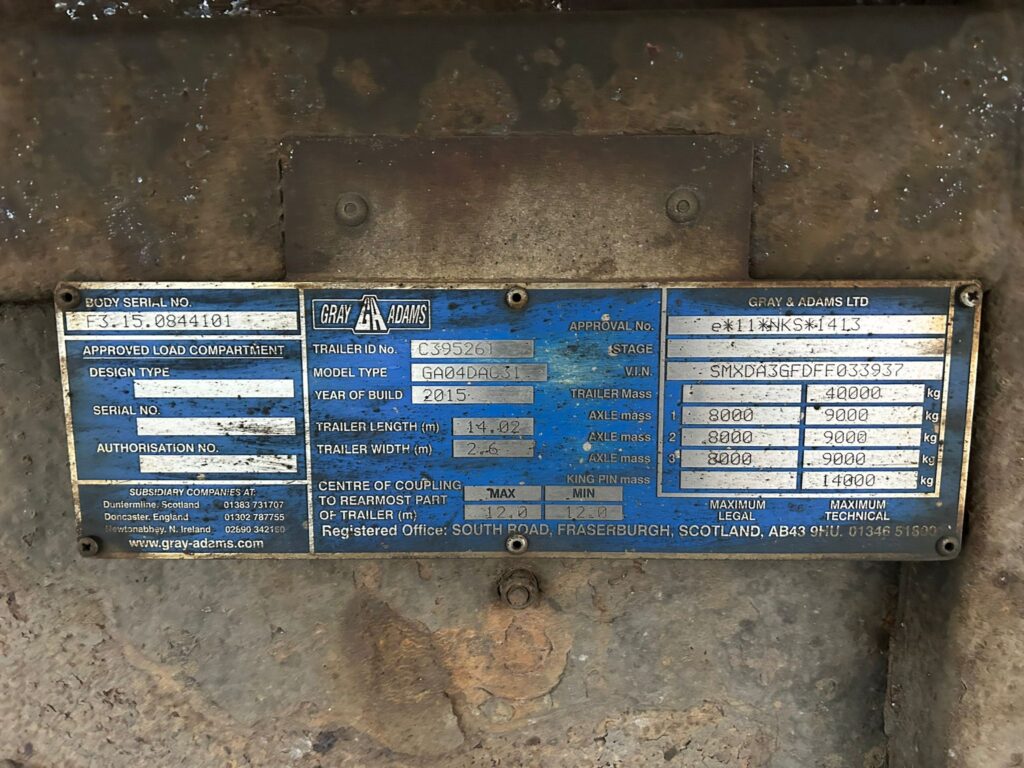 BODY SERIAL NO.
F3.15.0844101
APPROVED LOAD COMPARTMENT
DESIGN TYPE
SERIAL NO.
AUTHORISATION NO.
SUBSIDIARY COMPANIES AT:
Dunfermline, Scotland 01383 731707
Doncaster, England 01302 787755
Newtonabbey, N. Ireland 02890 342160
www.gray-adams.com
GRAY GA ADAMS
TRAILER ID No. C395261
MODEL TYPE
YEAR OF BUILD 2015
TRAILER LENGTH (m) 14.02
TRAILER WIDTH (m) 2.6
CENTRE OF COUPLING
TO REARMOST PART
OF TRAILER (m)
MAX MIN
12.0 12.0
GRAY & ADAMS LTD
APPROVAL No. e*11*NKS*1413
STAGE
V.I.N. SMXDA3GFDFF033937
TRAILER Mass 40000 kg
AXLE mass 1 8000 9000 kg
AXLE mass 2 8000 9000 kg
AXLE mass 3 8000 9000 kg
KING PIN mass 14000 kg
MAXIMUM LEGAL
MAXIMUM TECHNICAL
Registered Office: SOUTH ROAD, FRASERBURGH, SCOTLAND, AB43 9HU. 01346